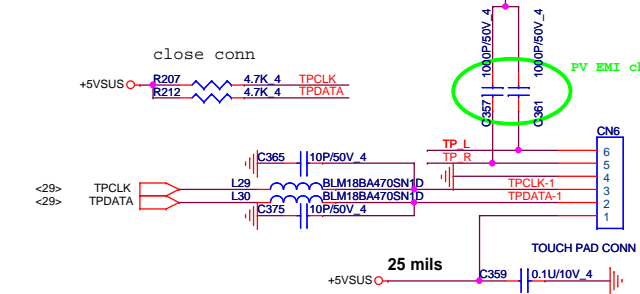 1000P/50V_4
1000P/50V_4
close conn
PV EMI
C357
C361
+5VSUS
R207 4.7K_4 TPCLK
R212 4.7K_4 TPDATA
CN6
TP_L 6
TP_R 5
C365 10P/50V_4
4
<29> TPCLK L29 BLM18BA470SN1D TPCLK-1 3
<29> TPDATA L30 BLM18BA470SN1D TPDATA-1 2
C375 10P/50V_4
1
TOUCH PAD CONN
25 mils
+5VSUS C359 0.1U/10V_4